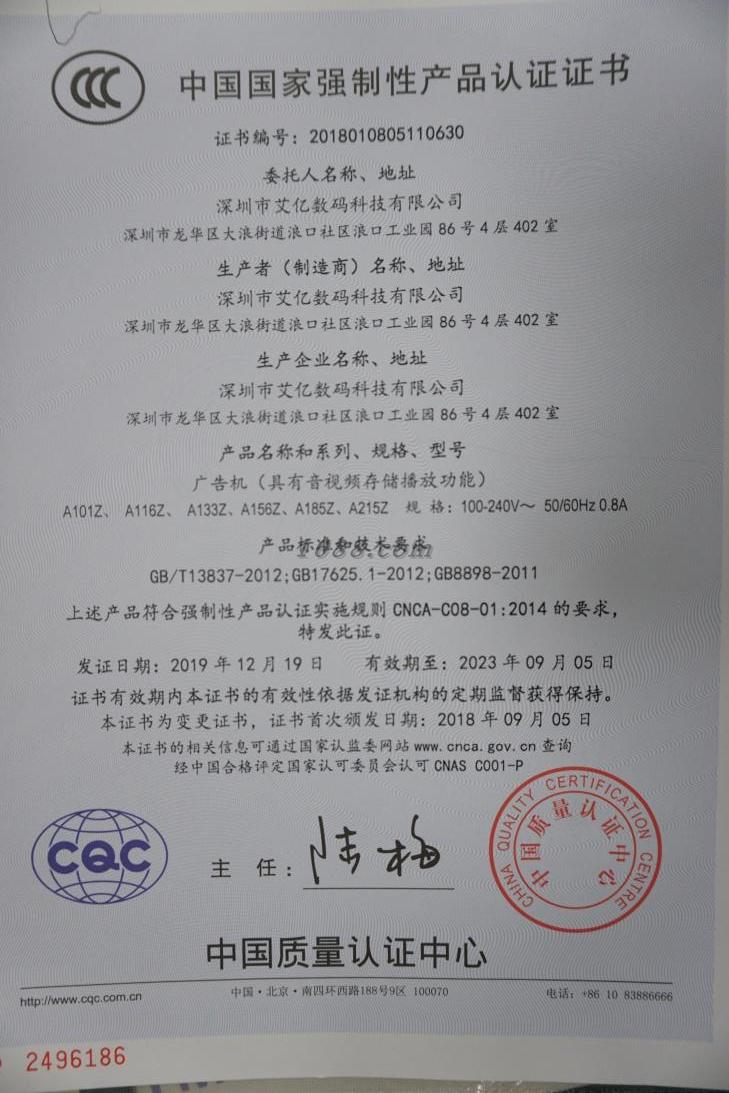 中国国家强制性产品认证证书
证书编号：2018010805110630
委托人名称、地址
深圳市艾亿数码科技有限公司
深圳市龙华区大浪街道浪口社区浪口工业园 86 号 4 层 402 室
生产者（制造商）名称、地址
深圳市艾亿数码科技有限公司
深圳市龙华区大浪街道浪口社区浪口工业园 86 号 4 层 402 室
生产企业名称、地址
深圳市艾亿数码科技有限公司
深圳市龙华区大浪街道浪口社区浪口工业园 86 号 4 层 402 室
产品名称和系列、规格、型号
广告机（具有音视频存储播放功能）
A101Z、 A116Z、 A133Z、A156Z、A185Z、A215Z 规 格：100-240V～ 50/60Hz 0.8A
产品标准和技术要求
1688.com
GB/T13837-2012;GB17625.1-2012;GB8898-2011
上述产品符合强制性产品认证实施规则 CNCA-C08-01:2014 的要求，
特发此证。
发证日期：2019 年 12 月 19 日 有效期至：2023 年 09 月 05 日
证书有效期内本证书的有效性依据发证机构的定期监督获得保持。
本证书为变更证书，证书首次颁发日期：2018 年 09 月 05 日
本证书的相关信息可通过国家认监委网站 www.cnca.gov.cn 查询
经中国合格评定国家认可委员会认可 CNAS C001-P
CQC
主 任：
陆梅
CHINA QUALITY CERTIFICATION CENTRE
中国质量认证中心
中国质量认证中心
http://www.cqc.com.cn
中国·北京·南四环西路188号9区 100070
电话：+86 10 83886666
2496186